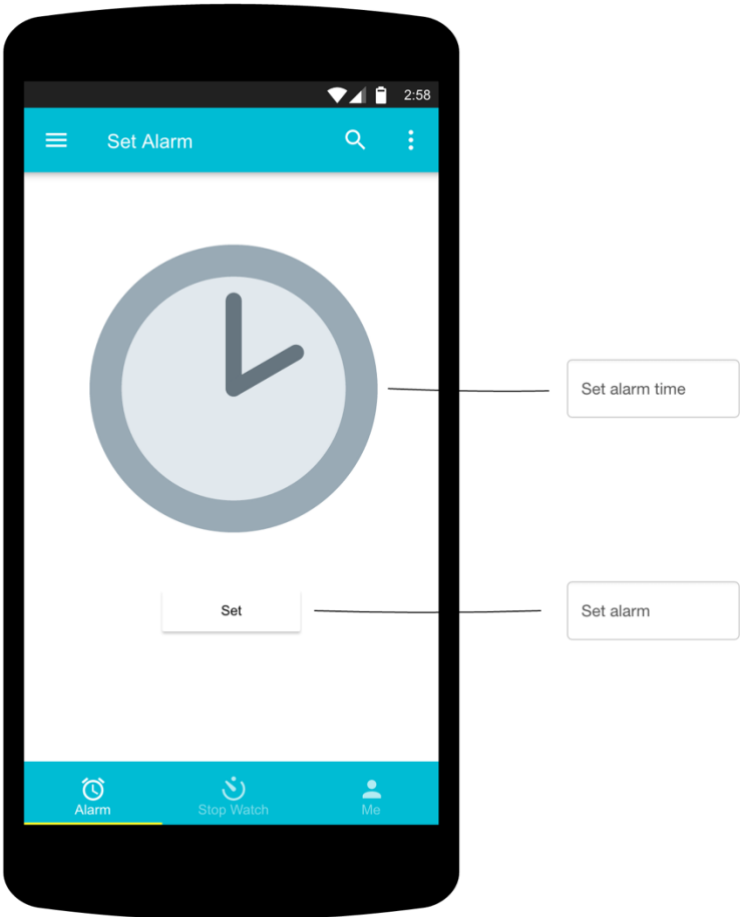 2:58
Set Alarm
Set alarm time
Set
Set alarm
Alarm
Stop Watch
Me